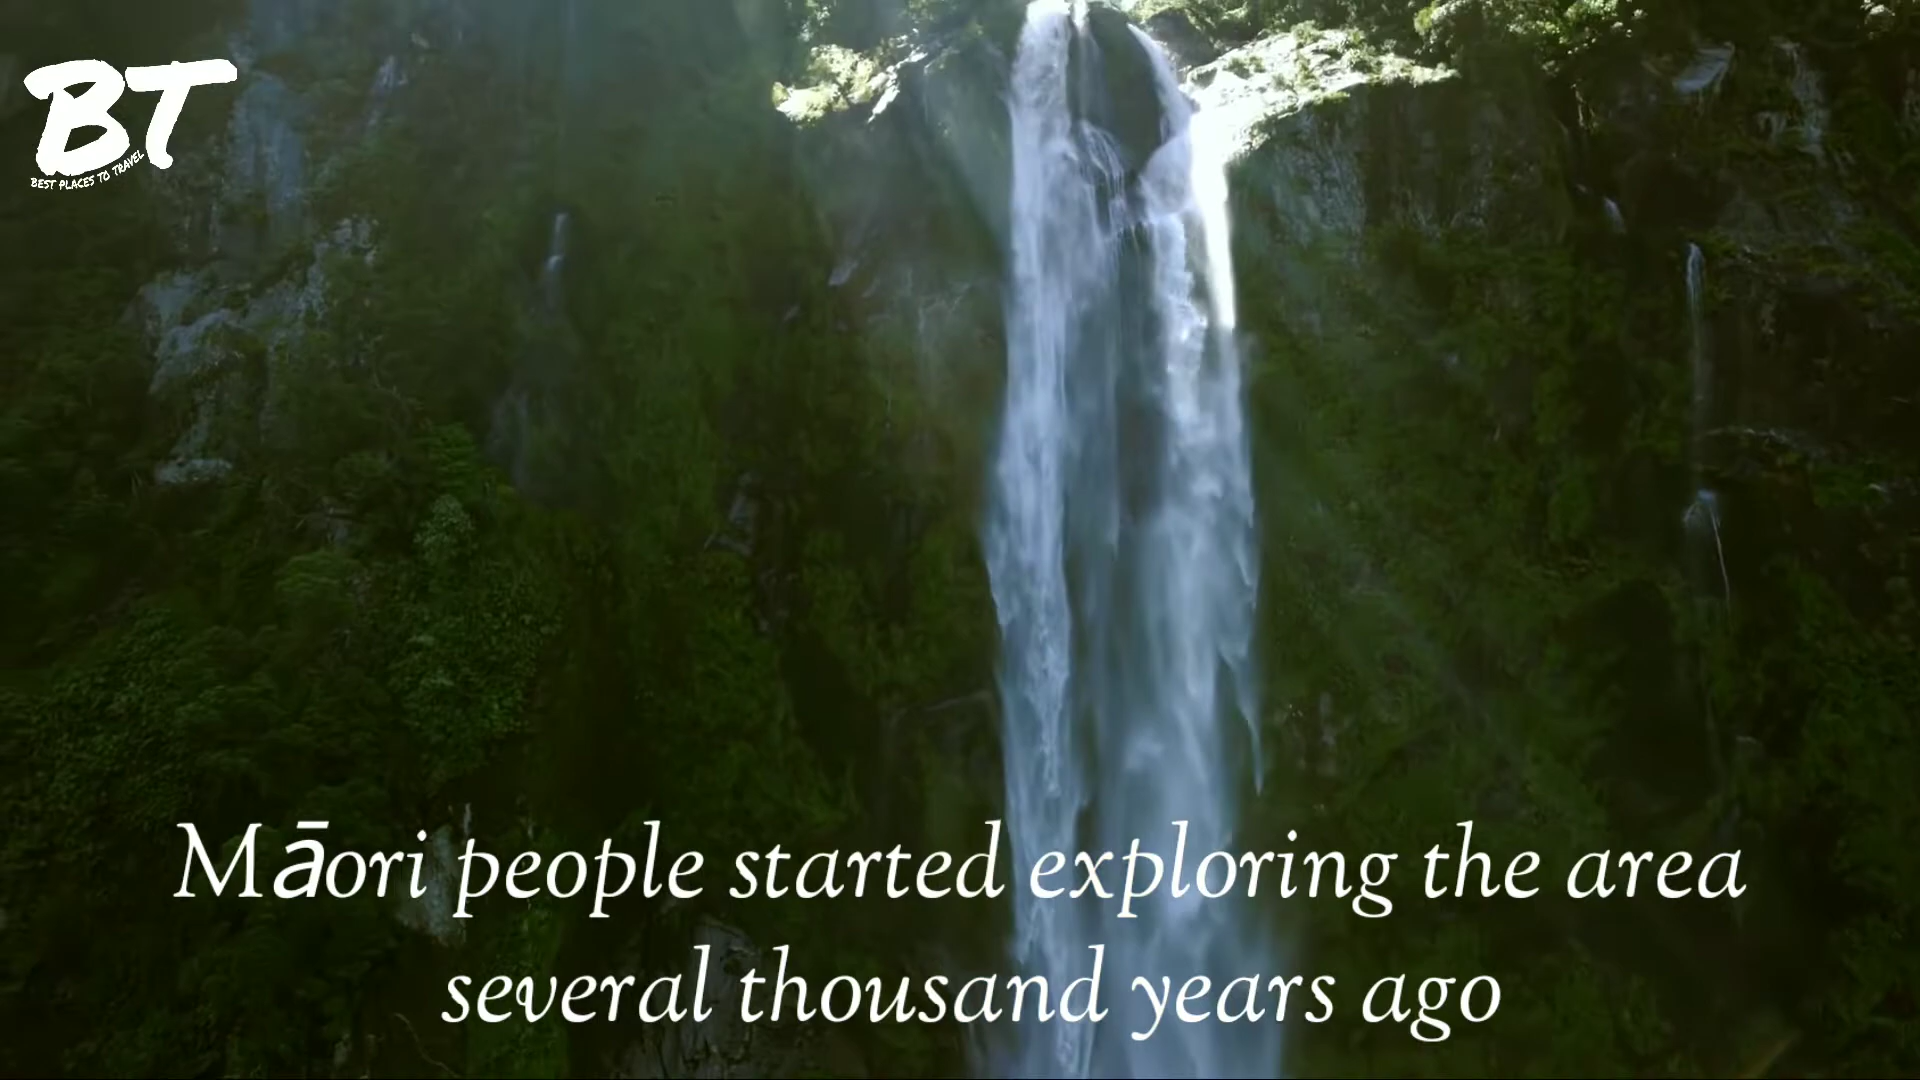 BT
BEST PLACES TO TRAVEL
Māori people started exploring the area
several thousand years ago